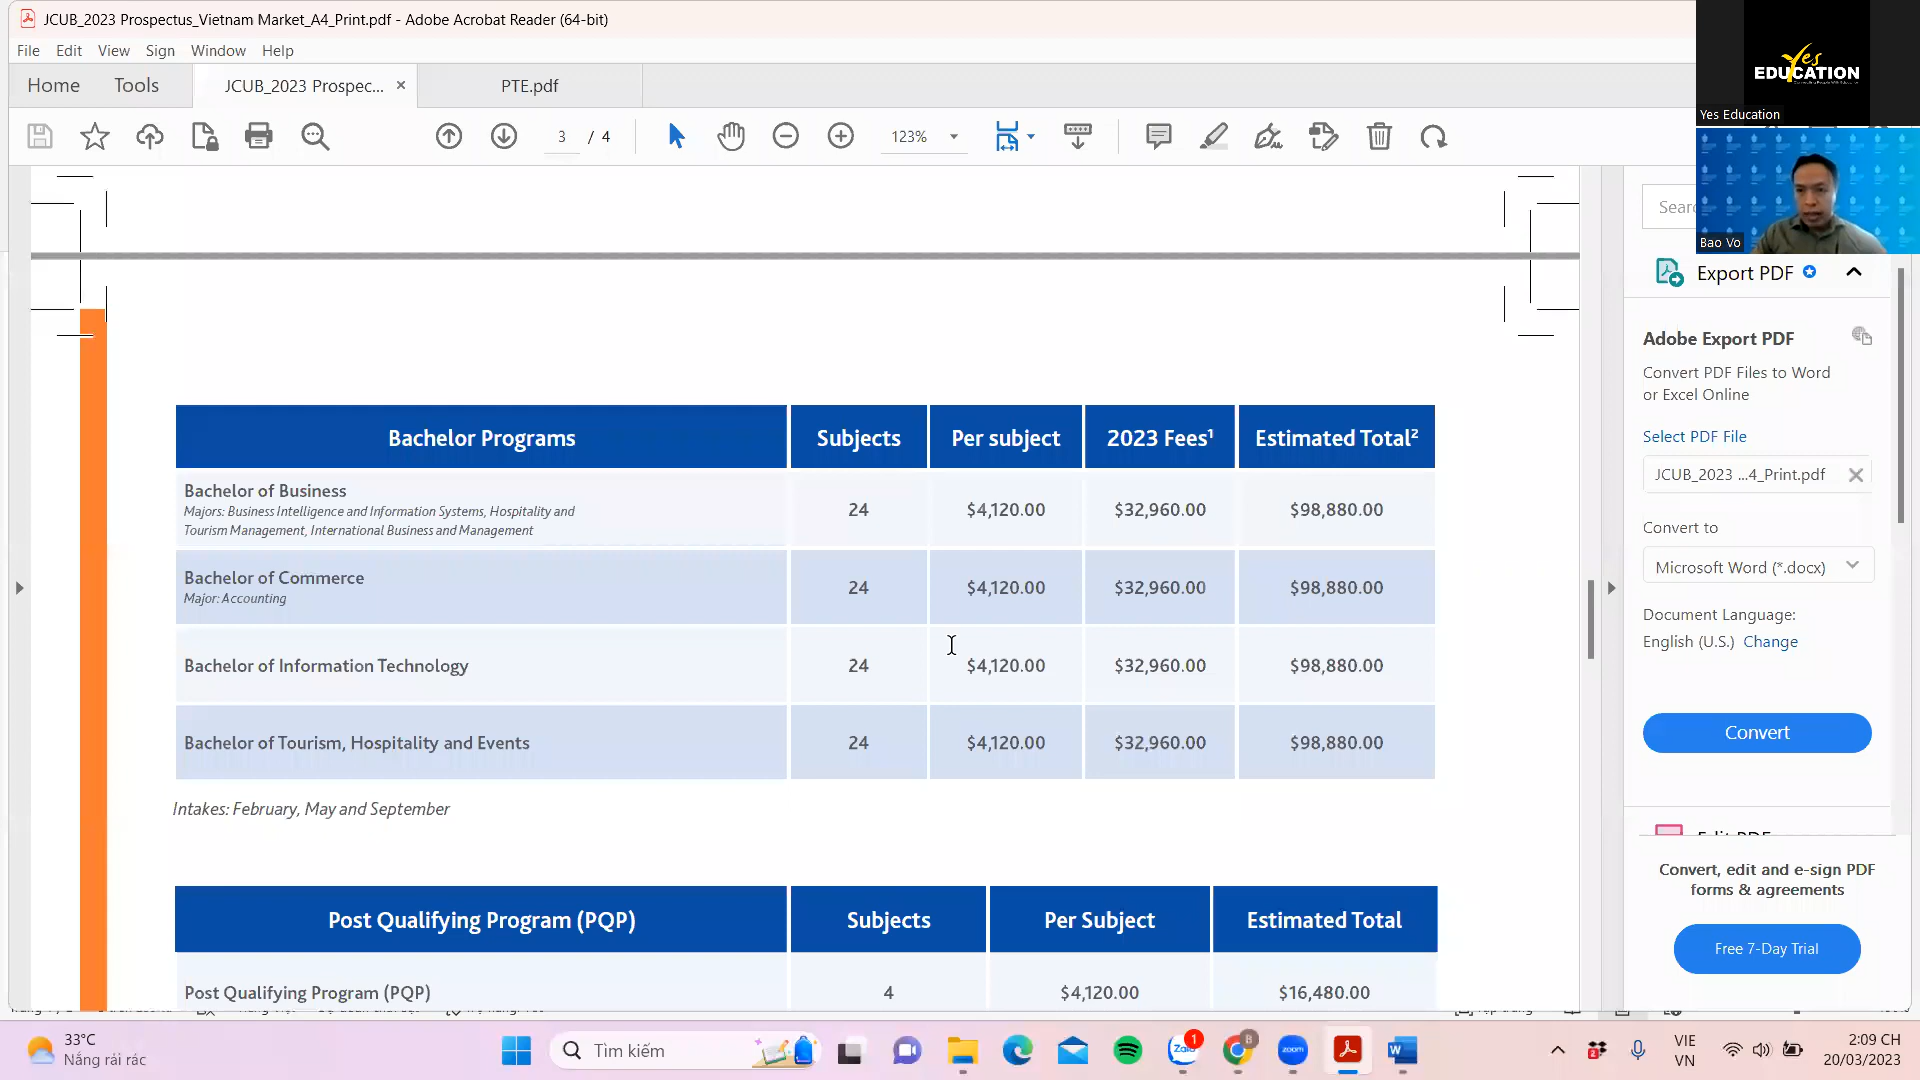 JCUB_2023 Prospectus_Vietnam Market_A4_Print.pdf - Adobe Acrobat Reader (64-bit)
File Edit View Sign Window Help
Home Tools JCUB_2023 Prospec... × PTE.pdf
3 / 4 123%
Yes
EDUCATION
Yes Education
Bao Vo
Bachelor Programs Subjects Per subject 2023 Fees¹ Estimated Total²
Bachelor of Business
Majors: Business Intelligence and Information Systems, Hospitality and
Tourism Management, International Business and Management
24 $4,120.00 $32,960.00 $98,880.00
Bachelor of Commerce
Major: Accounting
24 $4,120.00 $32,960.00 $98,880.00
Bachelor of Information Technology 24 $4,120.00 $32,960.00 $98,880.00
Bachelor of Tourism, Hospitality and Events 24 $4,120.00 $32,960.00 $98,880.00
Intakes: February, May and September
Post Qualifying Program (PQP) Subjects Per Subject Estimated Total
Post Qualifying Program (PQP) 4 $4,120.00 $16,480.00
Sear
Export PDF
Adobe Export PDF
Convert PDF Files to Word
or Excel Online
Select PDF File
JCUB_2023 ...4_Print.pdf
Convert to
Microsoft Word (*.docx)
Document Language:
English (U.S.) Change
Convert
Edit PDF
Convert, edit and e-sign PDF
forms & agreements
Free 7-Day Trial
33°C
Nắng rải rác
Tìm kiếm
Zalo
1
B
zoom
2
VIE
VN
2:09 CH
20/03/2023